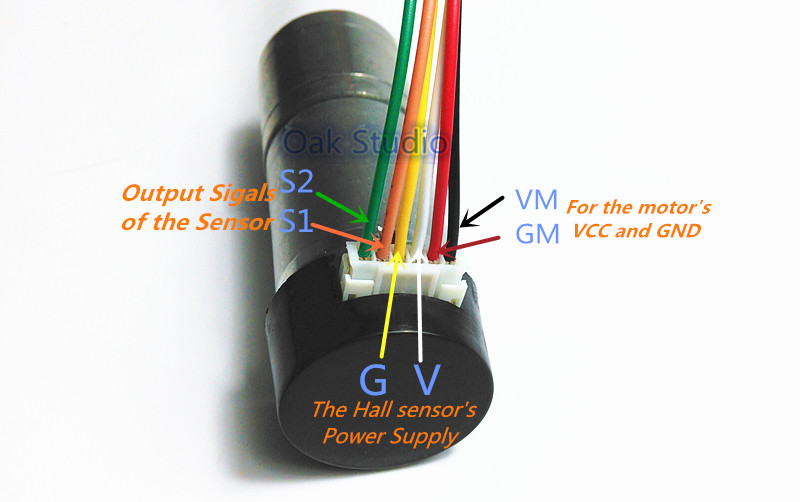 Oak Studio
Output Sigals
of the Sensor
S2
S1
VM
GM
For the motor's
VCC and GND
G V
The Hall sensor's
Power Supply